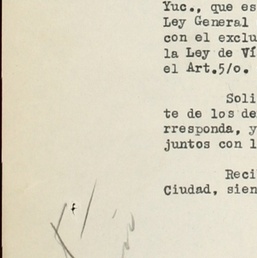 Yuc., que es
Ley General
con el exclu
la Ley de Ví
el Art.5/o.
Soli
te de los de
rresponda, y
juntos con l
Reci
Ciudad, sien